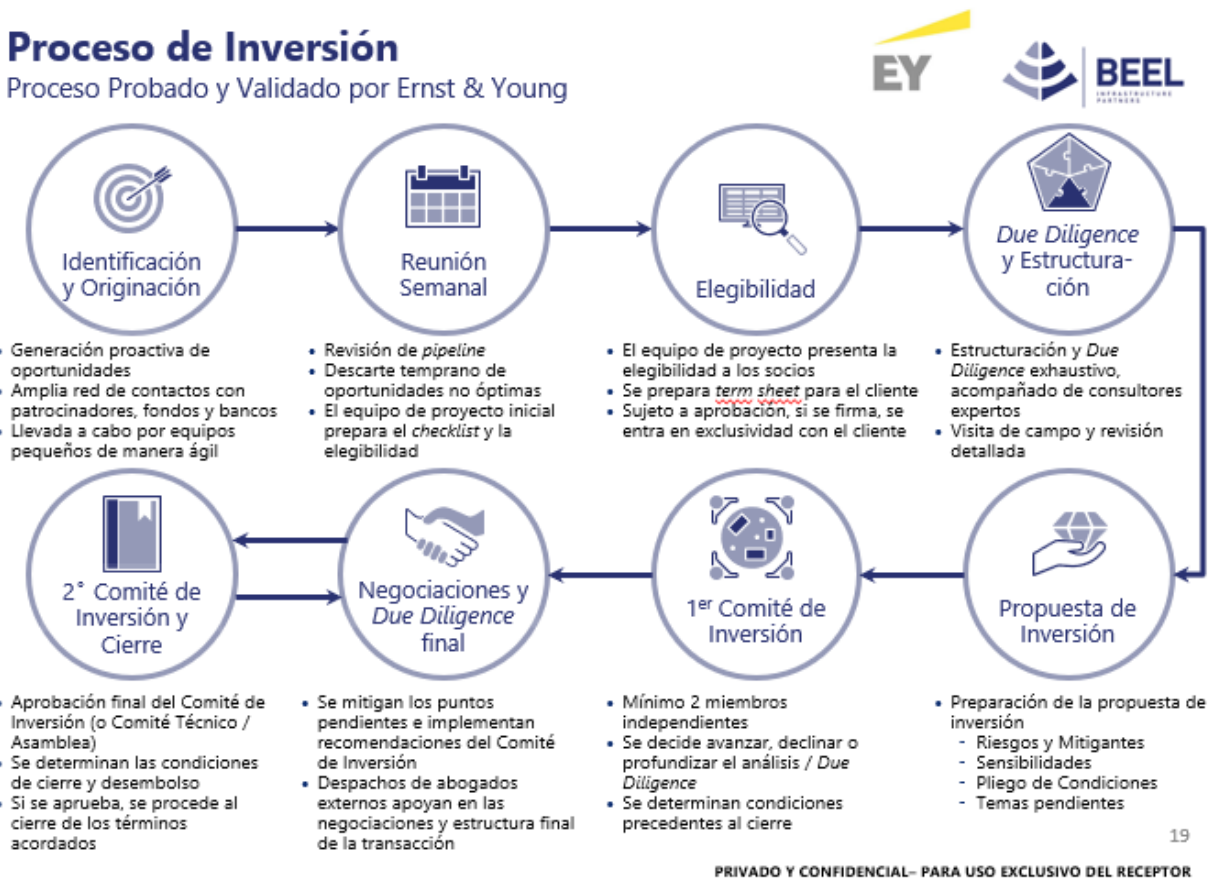 Proceso de Inversión
Proceso Probado y Validado por Ernst & Young
EY
BEEL
INFRASTRUCTURE
PARTNERS
Identificación
y Originación
• Generación proactiva de
oportunidades
• Amplia red de contactos con
patrocinadores, fondos y bancos
• Llevada a cabo por equipos
pequeños de manera ágil
Reunión
Semanal
• Revisión de pipeline
• Descarte temprano de
oportunidades no óptimas
• El equipo de proyecto inicial
prepara el checklist y la
elegibilidad
Elegibilidad
• El equipo de proyecto presenta la
elegibilidad a los socios
• Se prepara term sheet para el cliente
• Sujeto a aprobación, si se firma, se
entra en exclusividad con el cliente
Due Diligence
y Estructura-
ción
• Estructuración y Due
Diligence exhaustivo,
acompañado de consultores
expertos
• Visita de campo y revisión
detallada
Propuesta de
Inversión
• Preparación de la propuesta de
inversión
- Riesgos y Mitigantes
- Sensibilidades
- Pliego de Condiciones
- Temas pendientes
1er Comité de
Inversión
• Mínimo 2 miembros
independientes
• Se decide avanzar, declinar o
profundizar el análisis / Due
Diligence
• Se determinan condiciones
precedentes al cierre
Negociaciones y
Due Diligence
final
• Se mitigan los puntos
pendientes e implementan
recomendaciones del Comité
de Inversión
• Despachos de abogados
externos apoyan en las
negociaciones y estructura final
de la transacción
2° Comité de
Inversión y
Cierre
• Aprobación final del Comité de
Inversión (o Comité Técnico /
Asamblea)
• Se determinan las condiciones
de cierre y desembolso
• Si se aprueba, se procede al
cierre de los términos
acordados
19
PRIVADO Y CONFIDENCIAL– PARA USO EXCLUSIVO DEL RECEPTOR